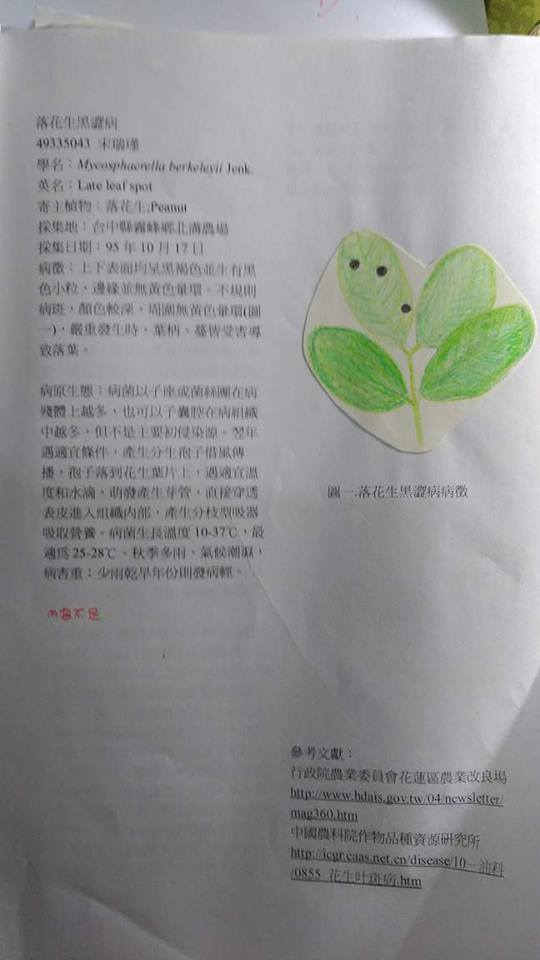 落花生黑澀病
49335043 宋瑞瑾
學名：Mycosphaerella berkeleyii Jenk.
英名：Late leaf spot
寄主植物：落花生;Peanut
採集地：台中縣霧峰鄉北溝農場
採集日期：95 年 10 月 17 日
病徵：上下表面均呈黑褐色並生有黑
色小粒，邊緣並無黃色暈環。不規則
病斑，顏色較深，周圍無黃色暈環(圖
一)，嚴重發生時，葉柄、蔓皆受害導
致落葉。
病原生態：病菌以子座或菌絲團在病
殘體上越冬，也可以子囊腔在病組織
中越冬，但不是主要初侵染源。翌年
遇適宜條件，產生分生孢子借風傳
播，孢子落到花生葉片上，遇適宜溫
度和水滴，萌發產生芽管，直接穿透
表皮進入組織內部，產生分枝型吸器
吸取營養。病菌生長溫度 10-37℃，最
適為 25-28℃。秋季多雨、氣候潮濕，
病害重；少雨乾旱年份則發病輕。
內容不足
圖一.落花生黑澀病病徵
參考文獻：
行政院農業委員會花蓮區農業改良場
http://www.hdais.gov.tw/04/newsletter/
mag360.htm
中國農科院作物品種資源研究所
http://icgr.caas.net.cn/disease/10－油料
/0855_花生叶斑病.htm